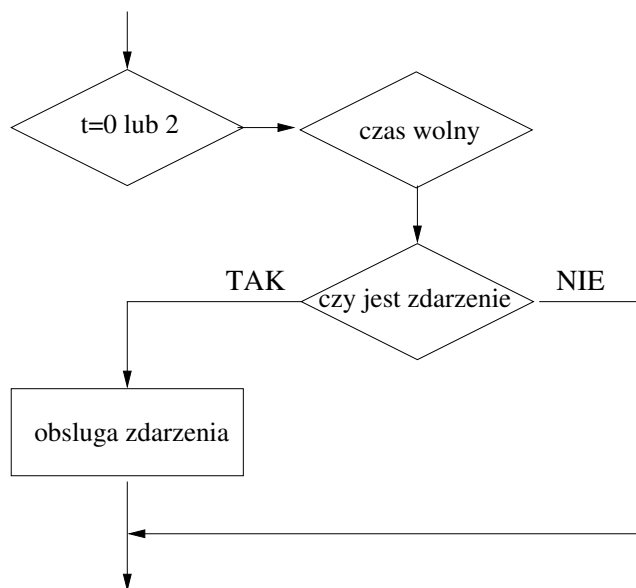 t=0 lub 2
czas wolny
TAK
czy jest zdarzenie
NIE
obsluga zdarzenia